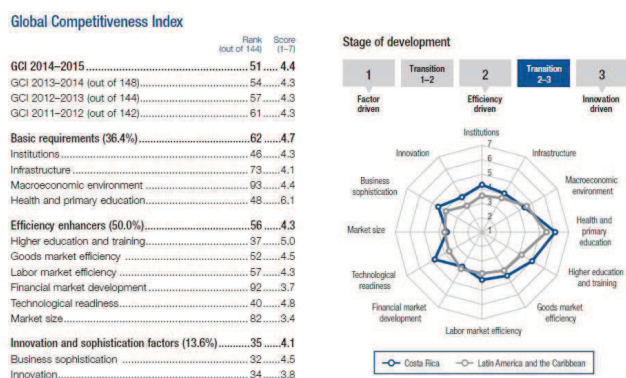 Global Competitiveness Index
Rank Score
(out of 144) (1–7)
GCI 2014–2015 51 4.4
GCI 2013–2014 (out of 148) 54 4.3
GCI 2012–2013 (out of 144) 57 4.3
GCI 2011–2012 (out of 142) 61 4.3
Basic requirements (36.4%) 62 4.7
Institutions 46 4.3
Infrastructure 73 4.1
Macroeconomic environment 93 4.4
Health and primary education 48 6.1
Efficiency enhancers (50.0%) 56 4.3
Higher education and training 37 5.0
Goods market efficiency 52 4.5
Labor market efficiency 57 4.3
Financial market development 92 3.7
Technological readiness 40 4.8
Market size 82 3.4
Innovation and sophistication factors (13.6%) 35 4.1
Business sophistication 32 4.5
Innovation 34 3.8
Stage of development
1
Transition
1–2
2
Transition
2–3
3
Factor
driven
Efficiency
driven
Innovation
driven
Institutions
Infrastructure
Macroeconomic
environment
Health and
primary
education
Higher education
and training
Goods market
efficiency
Labor market efficiency
Financial market
development
Technological
readiness
Market size
Business
sophistication
Innovation
7
6
5
4
3
2
1
Costa Rica
Latin America and the Caribbean